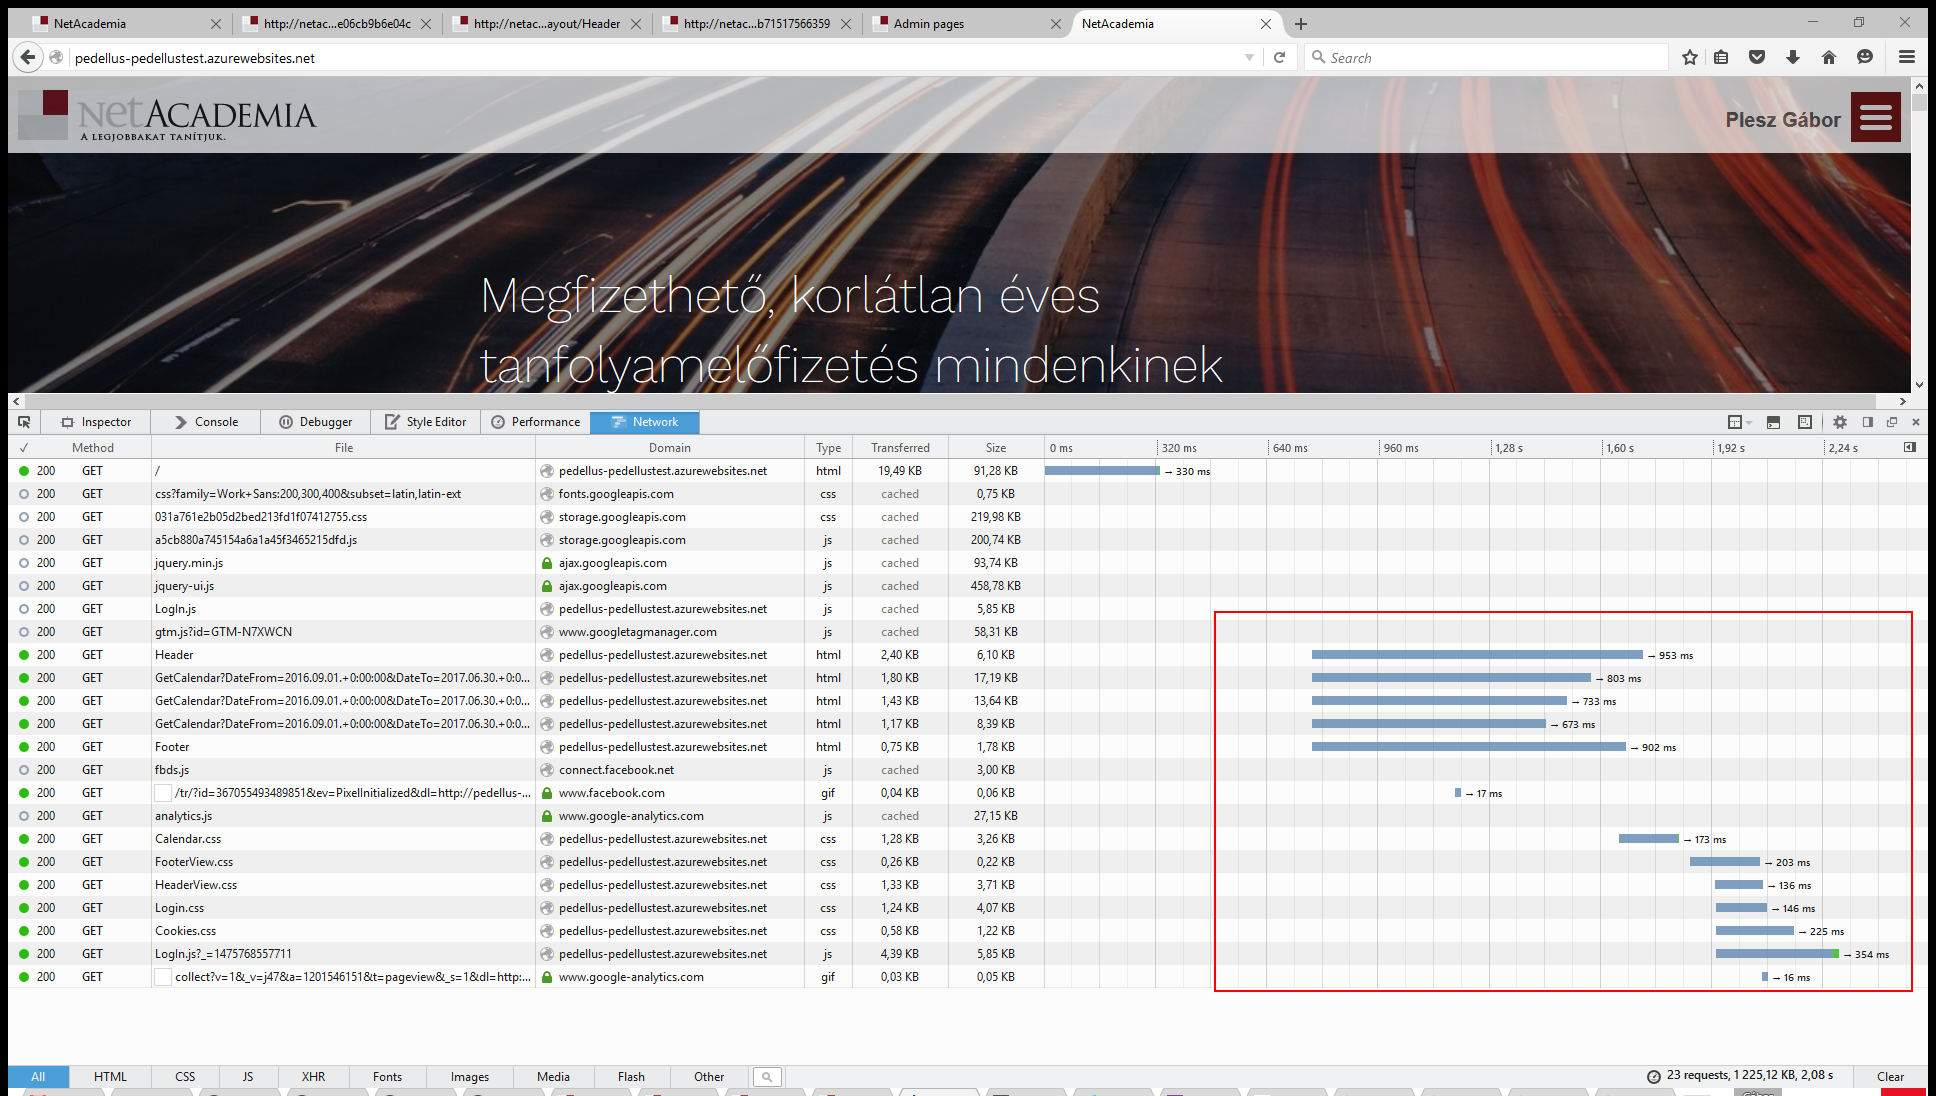 NetAcademia
http://netac...e06cb9b6e04c
http://netac...ayout/Header
http://netac...b71517566359
Admin pages
NetAcademia
pedellus-pedellustest.azurewebsites.net
Search
NETACADEMIA
A LEGJOBBAKAT TANÍTJUK.
Plesz Gábor
Megfizethető, korlátlan éves
tanfolyamelőfizetés mindenkinek
Inspector Console Debugger Style Editor Performance Network
✓ Method File Domain Type Transferred Size 0 ms 320 ms 640 ms 960 ms 1,28 s 1,60 s 1,92 s 2,24 s
200 GET / pedellus-pedellustest.azurewebsites.net html 19,49 KB 91,28 KB → 330 ms
200 GET css?family=Work+Sans:200,300,400&subset=latin,latin-ext fonts.googleapis.com css cached 0,75 KB
200 GET 031a761e2b05d2bed213fd1f07412755.css storage.googleapis.com css cached 219,98 KB
200 GET a5cb880a745154a6a1a45f3465215dfd.js storage.googleapis.com js cached 200,74 KB
200 GET jquery.min.js ajax.googleapis.com js cached 93,74 KB
200 GET jquery-ui.js ajax.googleapis.com js cached 458,78 KB
200 GET LogIn.js pedellus-pedellustest.azurewebsites.net js cached 5,85 KB
200 GET gtm.js?id=GTM-N7XWCN www.googletagmanager.com js cached 58,31 KB
200 GET Header pedellus-pedellustest.azurewebsites.net html 2,40 KB 6,10 KB → 953 ms
200 GET GetCalendar?DateFrom=2016.09.01.+0:00:00&DateTo=2017.06.30.+0:0... pedellus-pedellustest.azurewebsites.net html 1,80 KB 17,19 KB → 803 ms
200 GET GetCalendar?DateFrom=2016.09.01.+0:00:00&DateTo=2017.06.30.+0:0... pedellus-pedellustest.azurewebsites.net html 1,43 KB 13,64 KB → 733 ms
200 GET GetCalendar?DateFrom=2016.09.01.+0:00:00&DateTo=2017.06.30.+0:0... pedellus-pedellustest.azurewebsites.net html 1,17 KB 8,39 KB → 673 ms
200 GET Footer pedellus-pedellustest.azurewebsites.net html 0,75 KB 1,78 KB → 902 ms
200 GET fbds.js connect.facebook.net js cached 3,00 KB
200 GET /tr/?id=367055493489851&ev=PixelInitialized&dl=http://pedellus-... www.facebook.com gif 0,04 KB 0,06 KB → 17 ms
200 GET analytics.js www.google-analytics.com js cached 27,15 KB
200 GET Calendar.css pedellus-pedellustest.azurewebsites.net css 1,28 KB 3,26 KB → 173 ms
200 GET FooterView.css pedellus-pedellustest.azurewebsites.net css 0,26 KB 0,22 KB → 203 ms
200 GET HeaderView.css pedellus-pedellustest.azurewebsites.net css 1,33 KB 3,71 KB → 136 ms
200 GET Login.css pedellus-pedellustest.azurewebsites.net css 1,24 KB 4,07 KB → 146 ms
200 GET Cookies.css pedellus-pedellustest.azurewebsites.net css 0,58 KB 1,22 KB → 225 ms
200 GET LogIn.js?_=1475768557711 pedellus-pedellustest.azurewebsites.net js 4,39 KB 5,85 KB → 354 ms
200 GET collect?v=1&_v=j47&a=1201546151&t=pageview&_s=1&dl=http:... www.google-analytics.com gif 0,03 KB 0,05 KB → 16 ms
All HTML CSS JS XHR Fonts Images Media Flash Other 23 requests, 1 225,12 KB, 2,08 s Clear